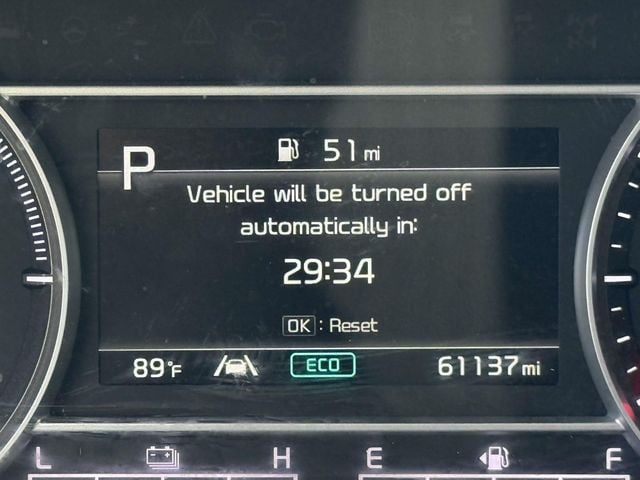 P
51 mi
Vehicle will be turned off
automatically in:
29:34
OK : Reset
89°F
ECO
61137 mi
L H E F